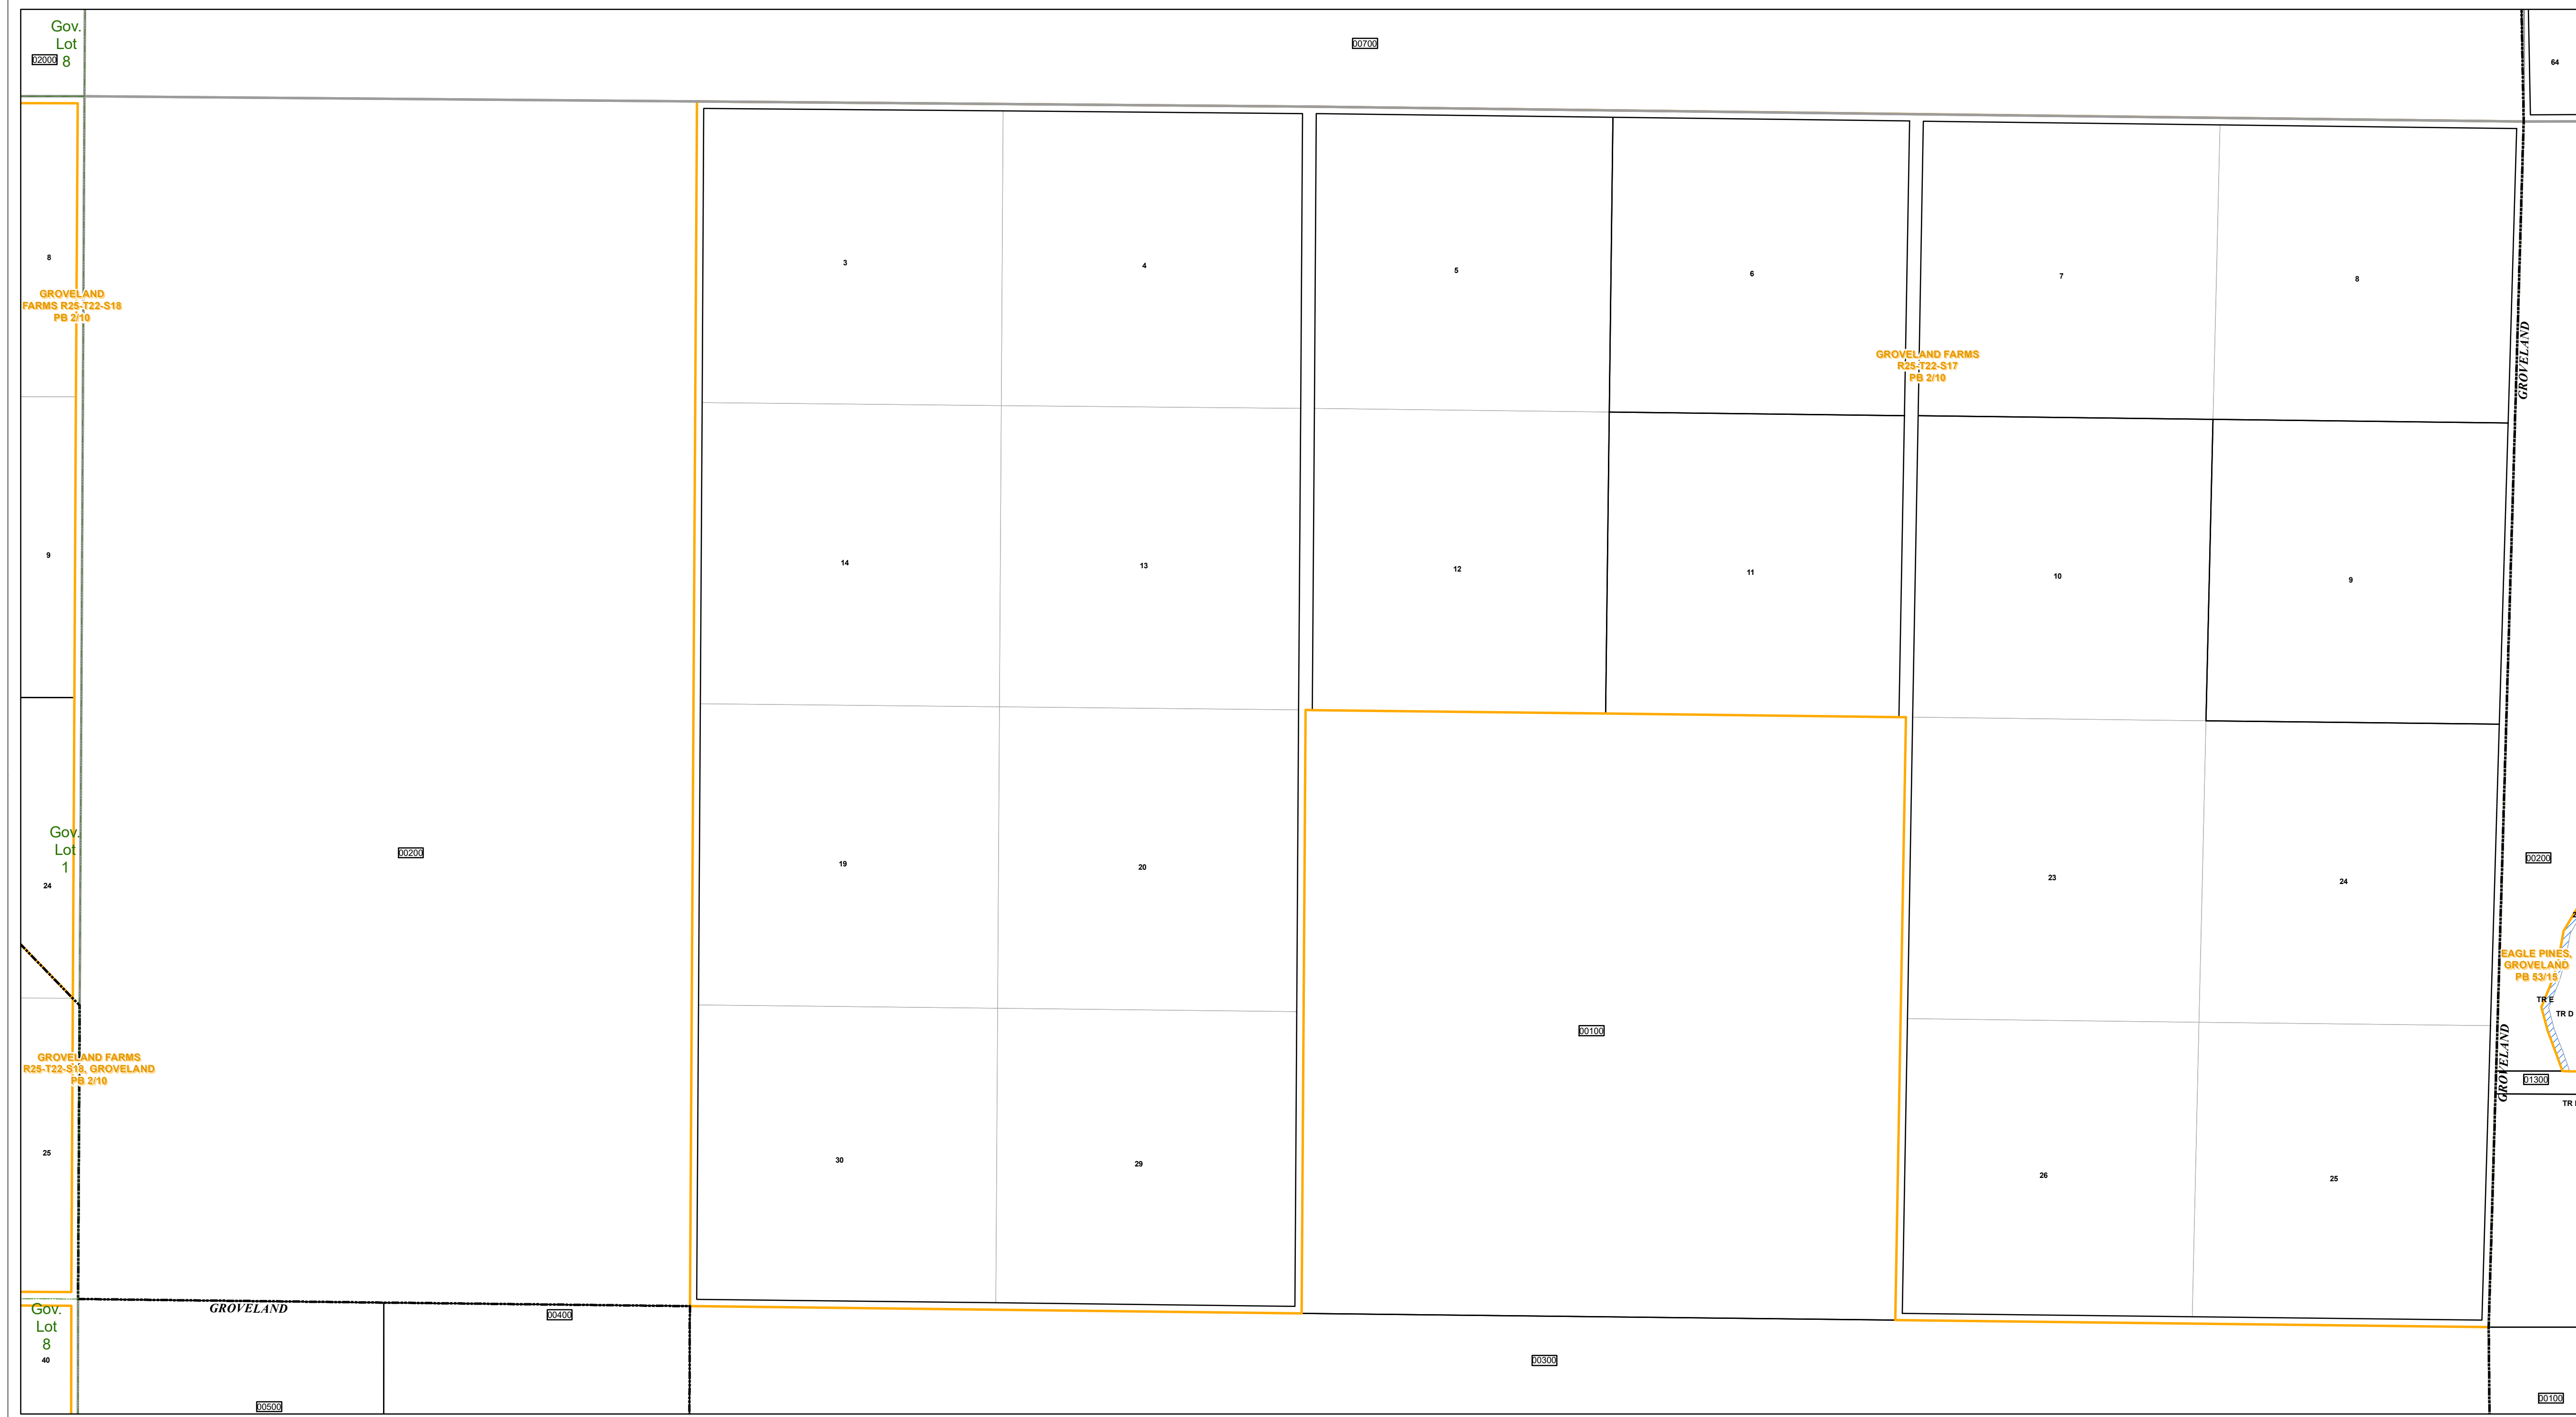 Gov.
Lot
8
02000
00700
64
8
GROVELAND
FARMS R25-T22-S18
PB 2/10
3
4
5
6
7
8
GROVELAND FARMS
R25-T22-S17
PB 2/10
GROVELAND
9
14
13
12
11
10
9
Gov.
Lot
1
24
00200
19
20
23
24
00200
EAGLE PINES,
GROVELAND
PB 53/15
TR E
TR D
00100
GROVELAND
01300
TR
GROVELAND FARMS
R25-T22-S18, GROVELAND
PB 2/10
25
30
29
26
25
Gov.
Lot
8
40
GROVELAND
00400
00300
00500
00100